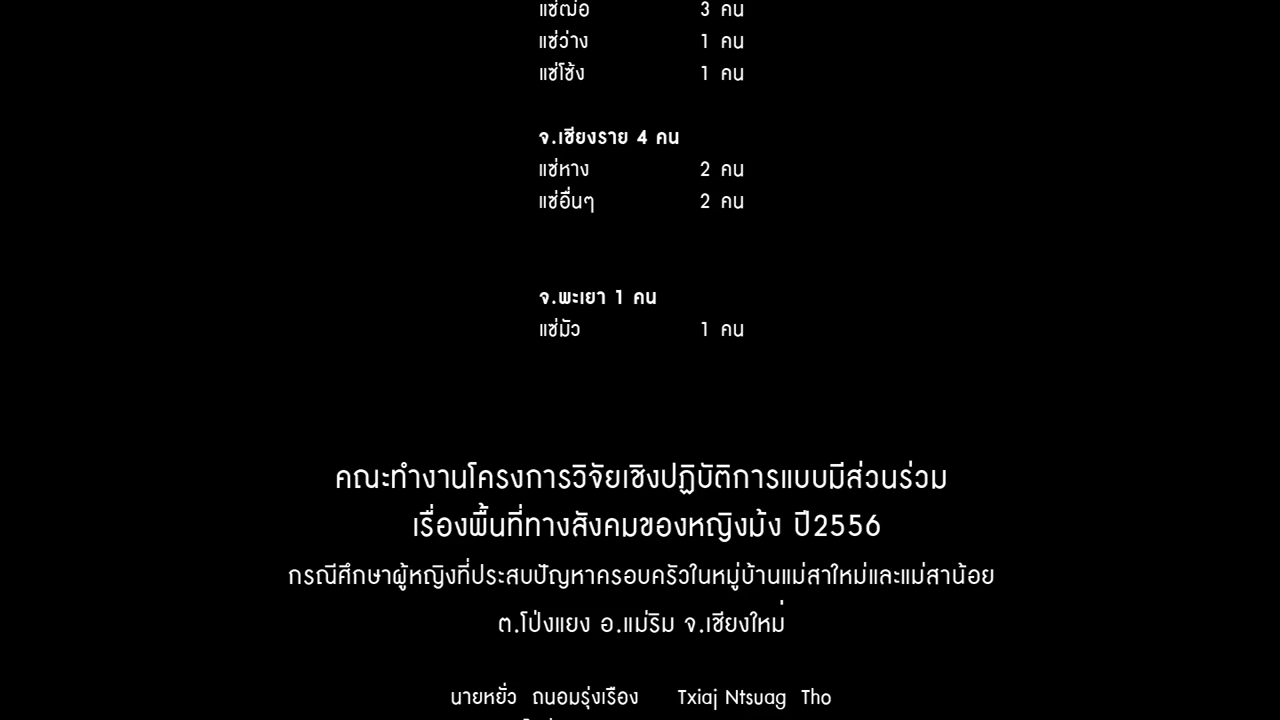 แซ่ฒ่อ 3 คน
แซ่ว่าง 1 คน
แซ่โซ้ง 1 คน
จ.เชียงราย 4 คน
แซ่หาง 2 คน
แซ่อื่นๆ 2 คน
จ.พะเยา 1 คน
แซ่มัว 1 คน
คณะทำงานโครงการวิจัยเชิงปฏิบัติการแบบมีส่วนร่วม
เรื่องพื้นที่ทางสังคมของหญิงม้ง ปี2556
กรณีศึกษาผู้หญิงที่ประสบปัญหาครอบครัวในหมู่บ้านแม่สาใหม่และแม่สาน้อย
ต.โป่งแยง อ.แม่ริม จ.เชียงใหม่
นายหยั่ว ถนอมรุ่งเรือง Txiaj Ntsuag Tho